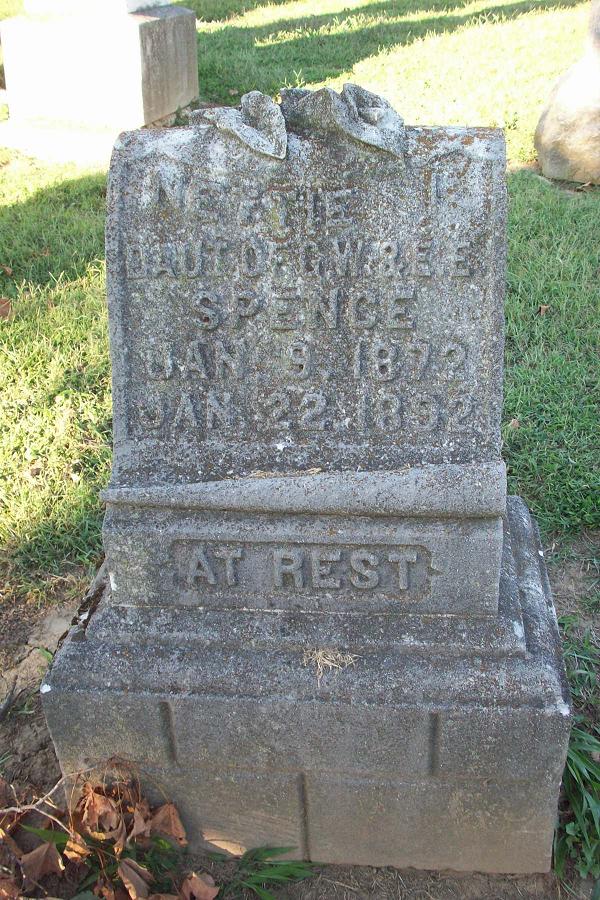 NETTIE
DAUT. OF G.W. & E.E.
SPENCE
JAN. 9. 1872
JAN. 22. 1892
AT REST